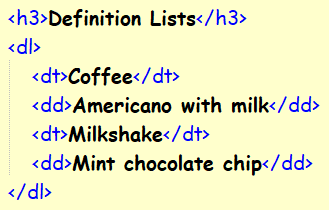 <h3>Definition Lists</h3>
<dl>
<dt>Coffee</dt>
<dd>Americano with milk</dd>
<dt>Milkshake</dt>
<dd>Mint chocolate chip</dd>
</dl>